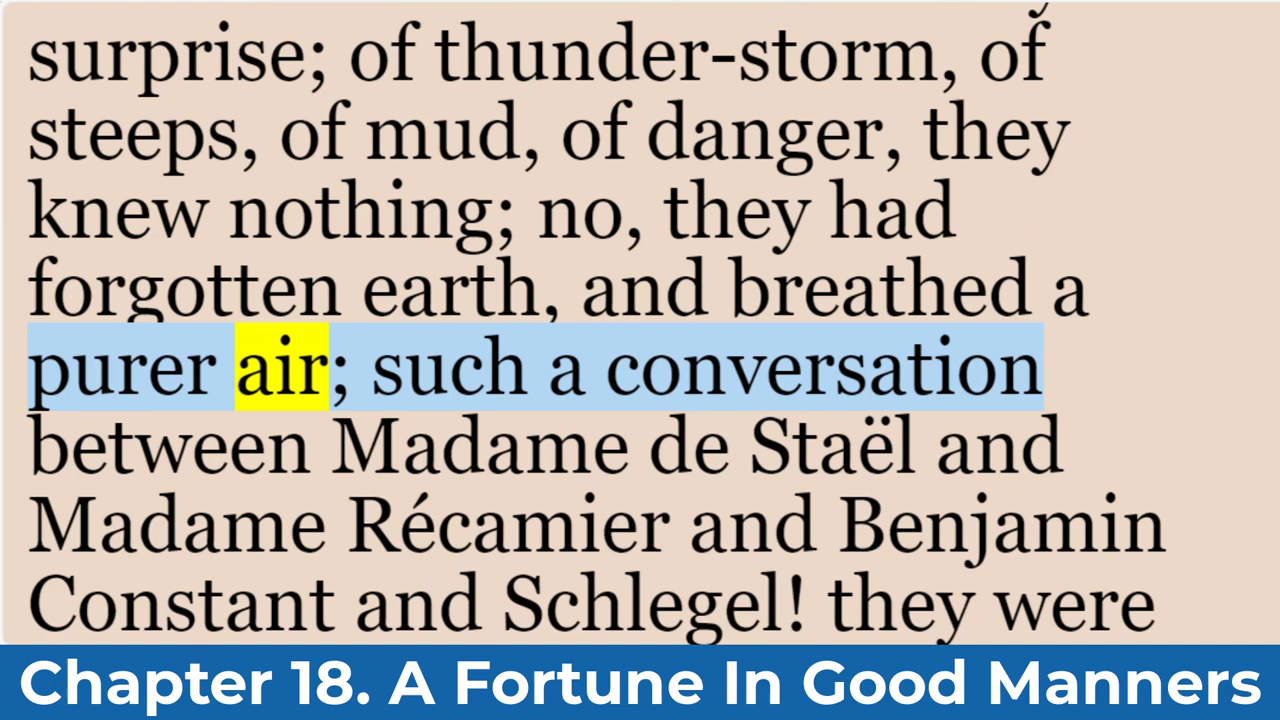 surprise; of thunder-storm, of
steeps, of mud, of danger, they
knew nothing; no, they had
forgotten earth, and breathed a
purer air; such a conversation
between Madame de Staël and
Madame Récamier and Benjamin
Constant and Schlegel! they were
Chapter 18. A Fortune In Good Manners